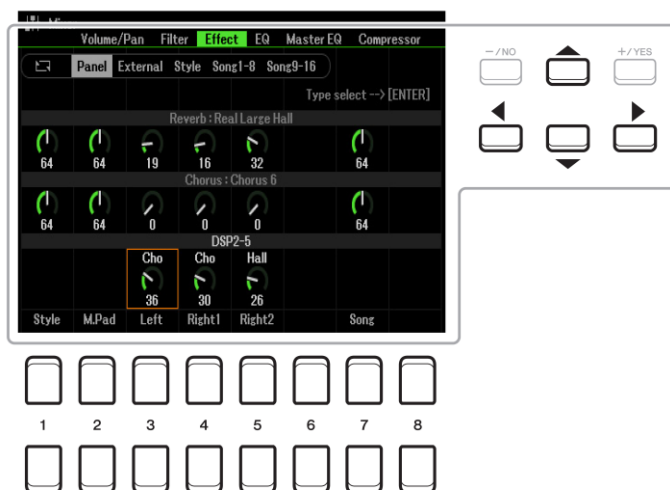 Volume/Pan Filter Effect EQ Master EQ Compressor
Panel External Style Song1-8 Song9-16
Type select --> [ENTER]
Reverb : Real Large Hall
64 64 19 16 32 64
Chorus : Chorus 6
64 64 0 0 0 64
DSP2-5
Cho Cho Hall
36 30 26
Style M.Pad Left Right1 Right2 Song
−/NO +/YES
1 2 3 4 5 6 7 8